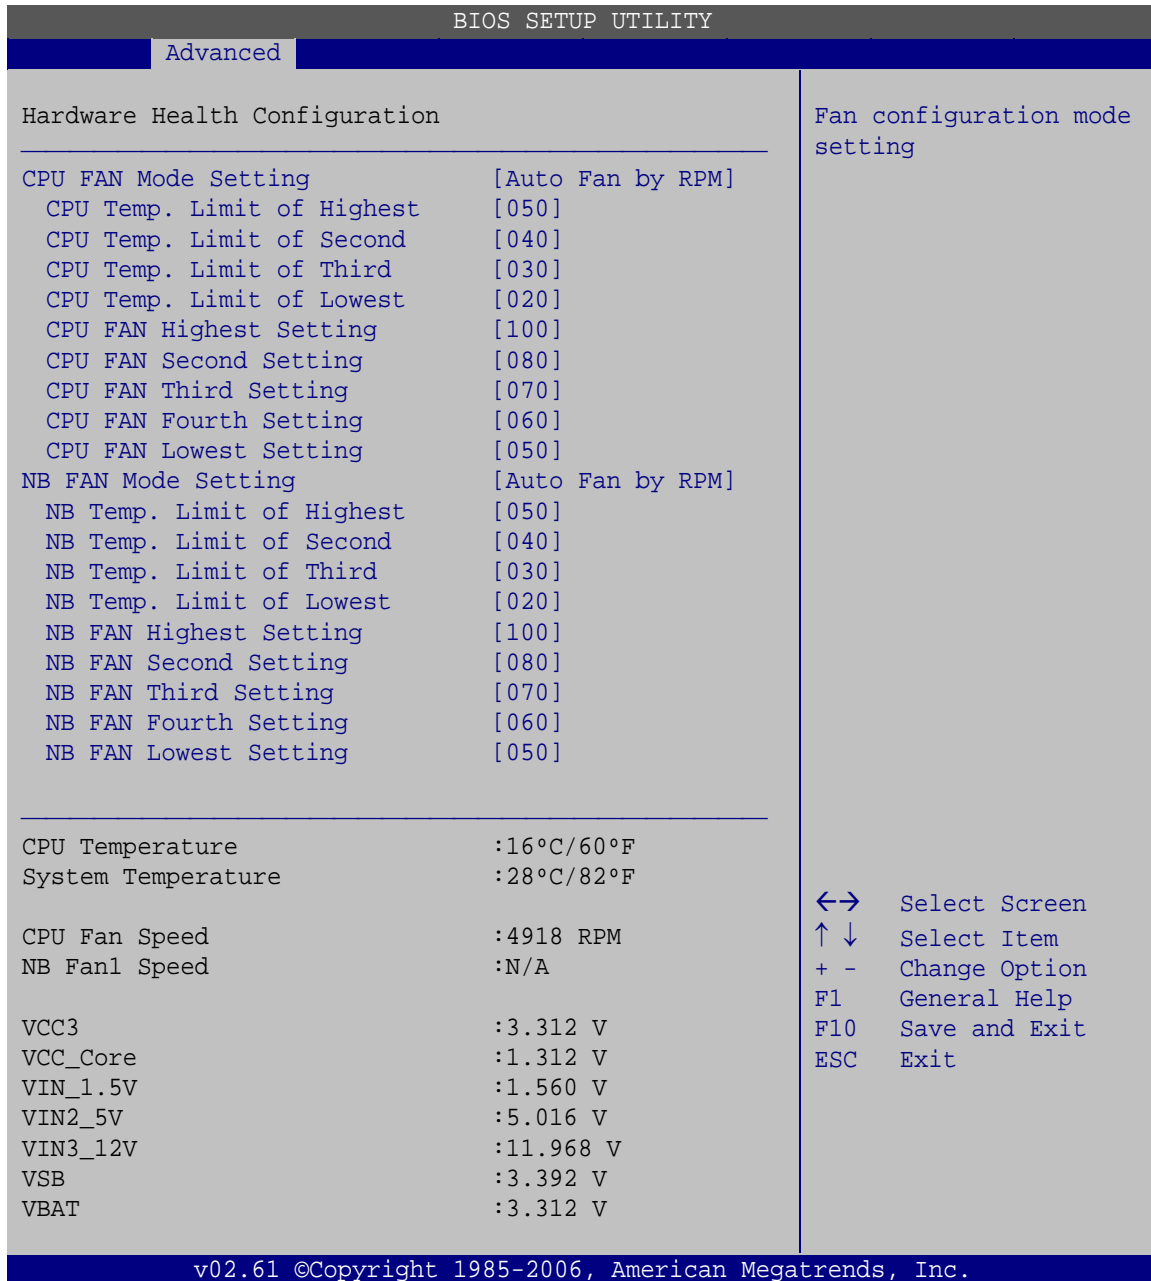 BIOS SETUP UTILITY
Advanced
Hardware Health Configuration
CPU FAN Mode Setting [Auto Fan by RPM]
CPU Temp. Limit of Highest [050]
CPU Temp. Limit of Second [040]
CPU Temp. Limit of Third [030]
CPU Temp. Limit of Lowest [020]
CPU FAN Highest Setting [100]
CPU FAN Second Setting [080]
CPU FAN Third Setting [070]
CPU FAN Fourth Setting [060]
CPU FAN Lowest Setting [050]
NB FAN Mode Setting [Auto Fan by RPM]
NB Temp. Limit of Highest [050]
NB Temp. Limit of Second [040]
NB Temp. Limit of Third [030]
NB Temp. Limit of Lowest [020]
NB FAN Highest Setting [100]
NB FAN Second Setting [080]
NB FAN Third Setting [070]
NB FAN Fourth Setting [060]
NB FAN Lowest Setting [050]
CPU Temperature :16ºC/60ºF
System Temperature :28ºC/82ºF
CPU Fan Speed :4918 RPM
NB Fan1 Speed :N/A
VCC3 :3.312 V
VCC_Core :1.312 V
VIN_1.5V :1.560 V
VIN2_5V :5.016 V
VIN3_12V :11.968 V
VSB :3.392 V
VBAT :3.312 V
Fan configuration mode
setting
←→ Select Screen
↑ ↓ Select Item
+ - Change Option
F1 General Help
F10 Save and Exit
ESC Exit
v02.61 ©Copyright 1985-2006, American Megatrends, Inc.